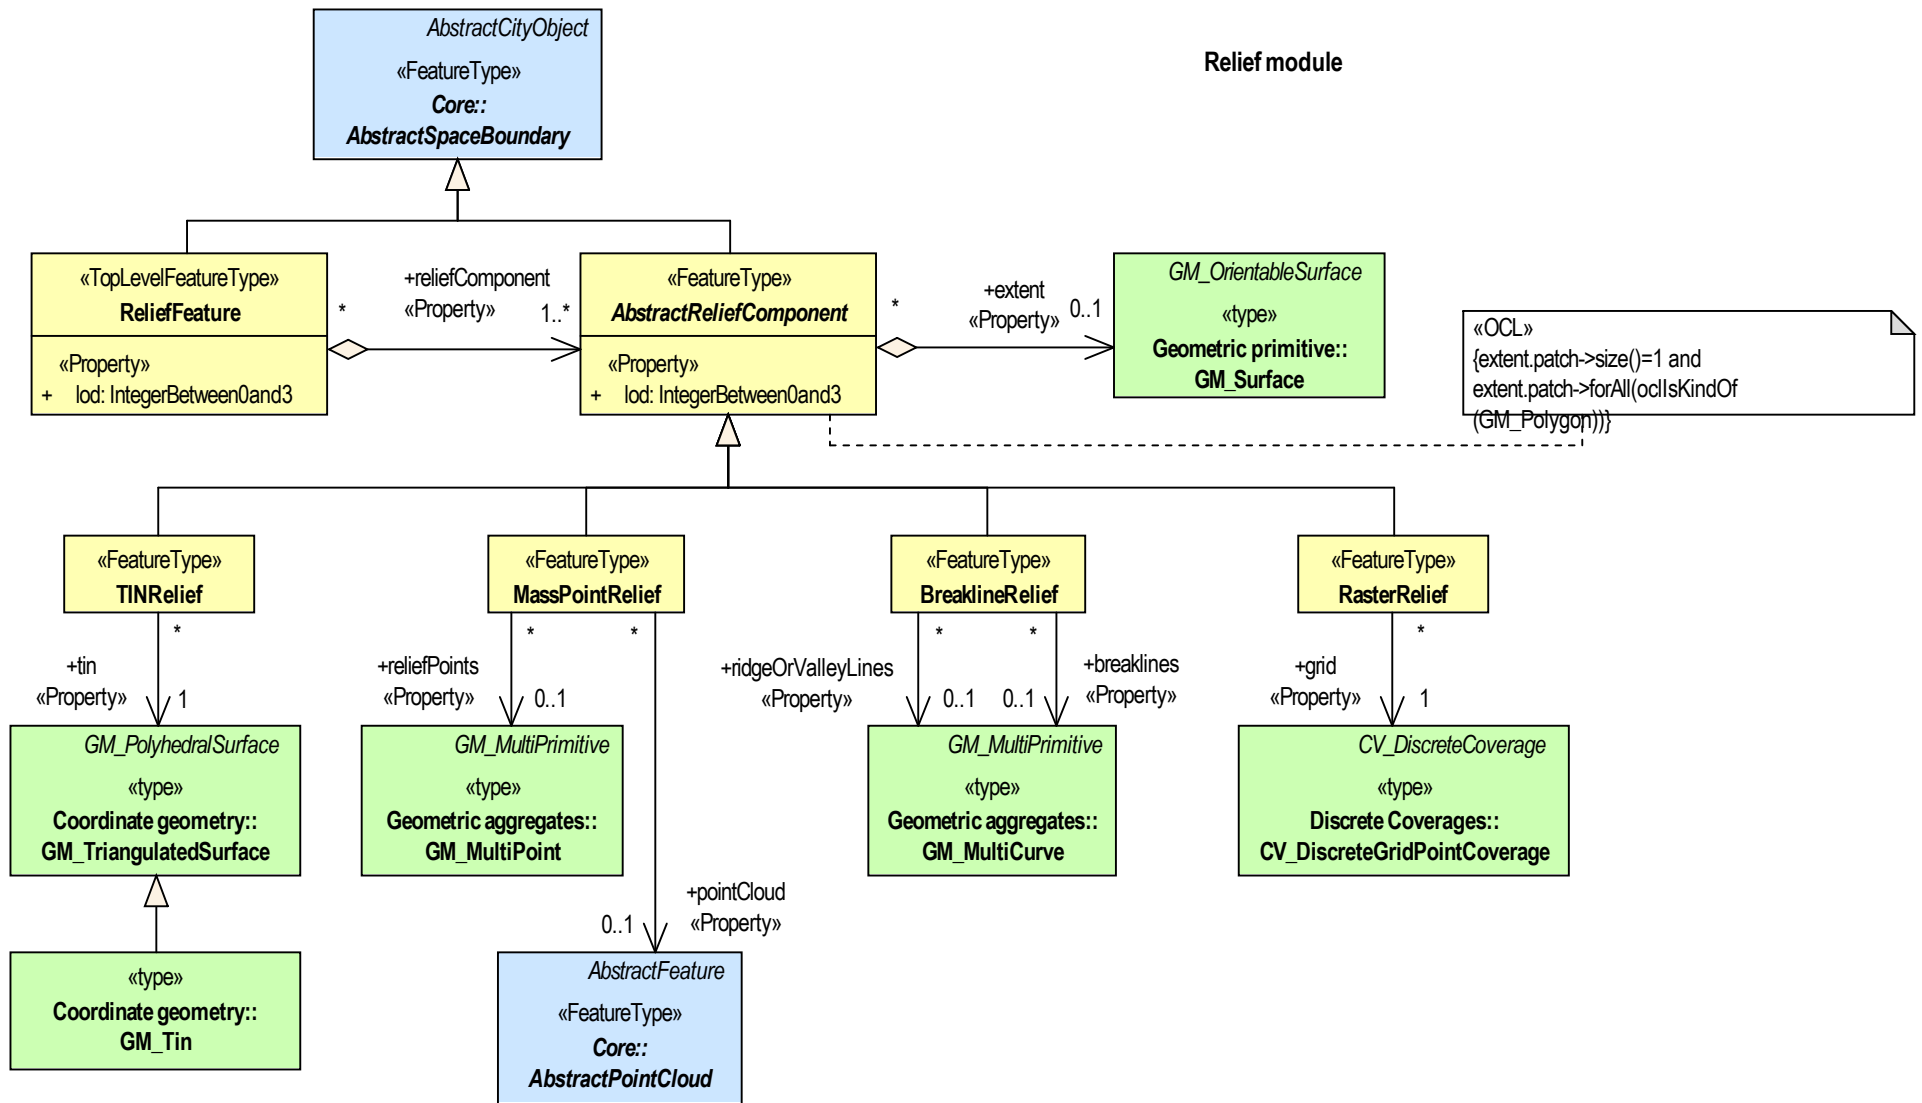 AbstractCityObject
«FeatureType»
Core::
AbstractSpaceBoundary
Relief module
«TopLevelFeatureType»
ReliefFeature
«Property»
+ lod: IntegerBetween0and3
*
+reliefComponent
«Property»
1..*
«FeatureType»
AbstractReliefComponent
«Property»
+ lod: IntegerBetween0and3
*
+extent
«Property»
0..1
GM_OrientableSurface
«type»
Geometric primitive::
GM_Surface
«OCL»
{extent.patch->size()=1 and
extent.patch->forAll(oclIsKindOf
(GM_Polygon))}
«FeatureType»
TINRelief
*
+tin
«Property»
1
«FeatureType»
MassPointRelief
*
*
+reliefPoints
«Property»
0..1
«FeatureType»
BreaklineRelief
*
*
+ridgeOrValleyLines
«Property»
0..1
0..1
+breaklines
«Property»
«FeatureType»
RasterRelief
*
+grid
«Property»
1
GM_PolyhedralSurface
«type»
Coordinate geometry::
GM_TriangulatedSurface
GM_MultiPrimitive
«type»
Geometric aggregates::
GM_MultiPoint
GM_MultiPrimitive
«type»
Geometric aggregates::
GM_MultiCurve
CV_DiscreteCoverage
«type»
Discrete Coverages::
CV_DiscreteGridPointCoverage
+pointCloud
«Property»
0..1
«type»
Coordinate geometry::
GM_Tin
AbstractFeature
«FeatureType»
Core::
AbstractPointCloud